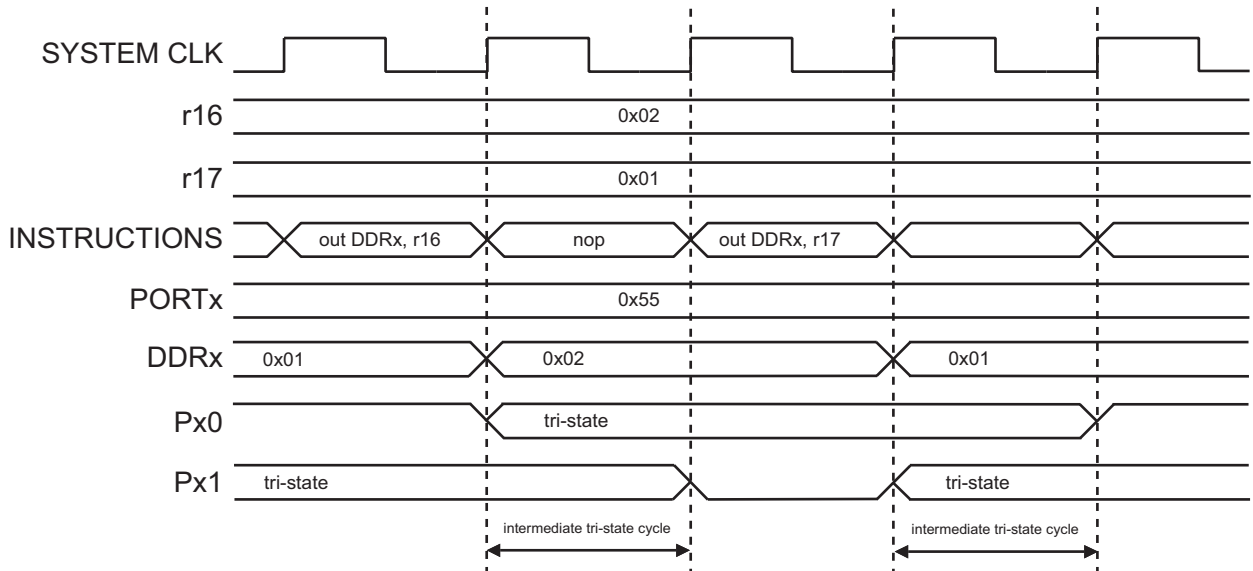 SYSTEM CLK
r16
0x02
r17
0x01
INSTRUCTIONS
out DDRx, r16
nop
out DDRx, r17
PORTx
0x55
DDRx
0x01
0x02
0x01
Px0
tri-state
Px1
tri-state
tri-state
intermediate tri-state cycle
intermediate tri-state cycle